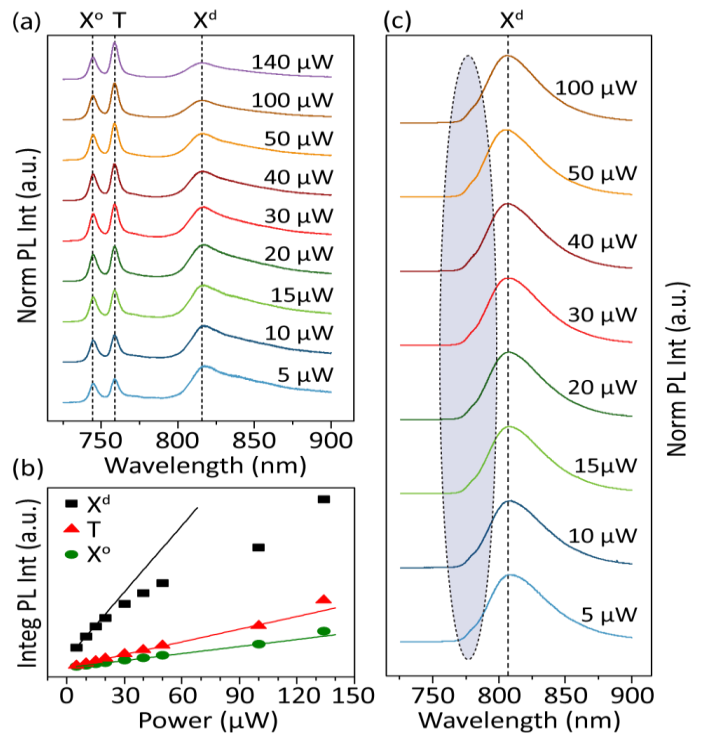 (a)
Xᵒ T Xᵈ
Norm PL Int (a.u.)
140 µW
100 µW
50 µW
40 µW
30 µW
20 µW
15µW
10 µW
5 µW
750 800 850 900
Wavelength (nm)
(b)
Integ PL Int (a.u.)
Xᵈ
T
Xᵒ
0 30 60 90 120 150
Power (µW)
(c)
Xᵈ
100 µW
50 µW
40 µW
30 µW
20 µW
15µW
10 µW
5 µW
Norm PL Int (a.u.)
750 800 850 900
Wavelength (nm)